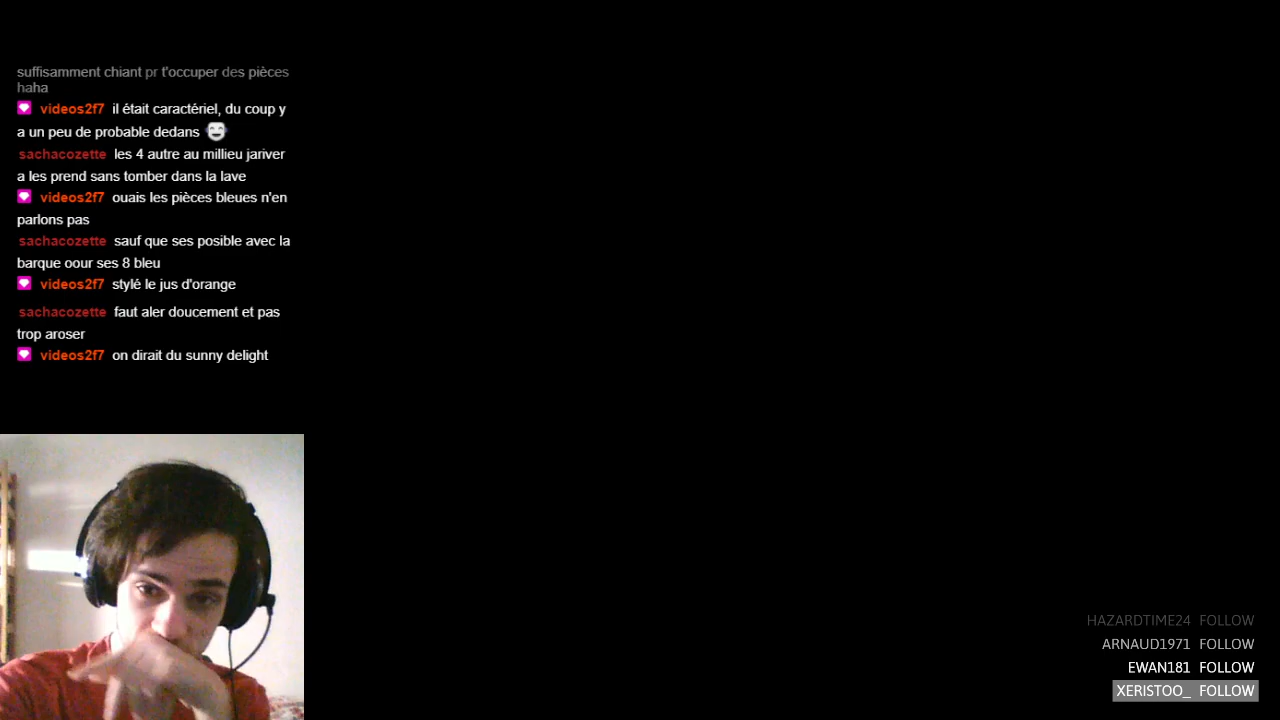 suffisamment chiant pr t'occuper des pièces
haha
videos2f7 il était caractériel, du coup y
a un peu de probable dedans
sachacozette les 4 autre au millieu jariver
a les prend sans tomber dans la lave
videos2f7 ouais les pièces bleues n'en
parlons pas
sachacozette sauf que ses posible avec la
barque oour ses 8 bleu
videos2f7 stylé le jus d'orange
sachacozette faut aler doucement et pas
trop aroser
videos2f7 on dirait du sunny delight
HAZARDTIME24 FOLLOW
ARNAUD1971 FOLLOW
EWAN181 FOLLOW
XERISTOO_ FOLLOW